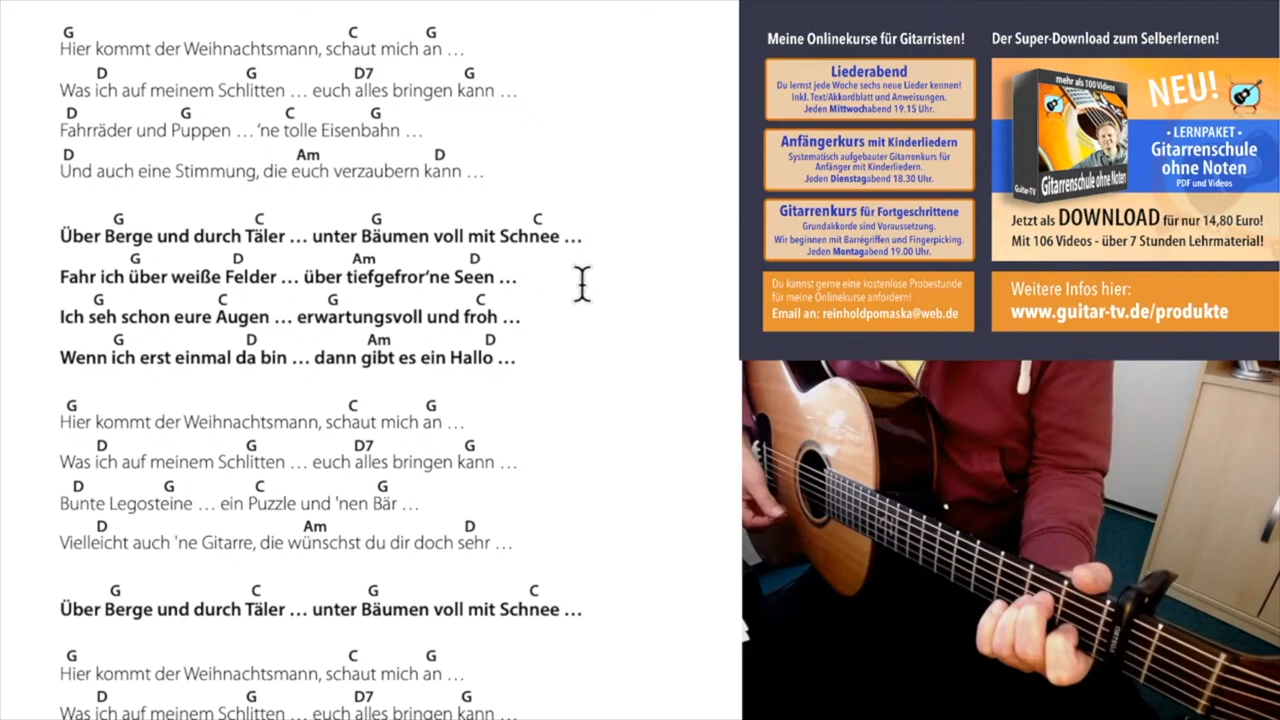 G C G
Hier kommt der Weihnachtsmann, schaut mich an …
D G D7 G
Was ich auf meinem Schlitten … euch alles bringen kann …
D G C G
Fahrräder und Puppen … ‘ne tolle Eisenbahn …
D Am D
Und auch eine Stimmung, die euch verzaubern kann …
G C G C
Über Berge und durch Täler … unter Bäumen voll mit Schnee …
G D Am D
Fahr ich über weiße Felder … über tiefgefror‘ne Seen …
G C G C
Ich seh schon eure Augen … erwartungsvoll und froh …
G D Am D
Wenn ich erst einmal da bin … dann gibt es ein Hallo …
G C G
Hier kommt der Weihnachtsmann, schaut mich an …
D G D7 G
Was ich auf meinem Schlitten … euch alles bringen kann …
D G C G
Bunte Legosteine … ein Puzzle und 'nen Bär …
D Am D
Vielleicht auch 'ne Gitarre, die wünschst du dir doch sehr …
G C G C
Über Berge und durch Täler … unter Bäumen voll mit Schnee …
G C G
Hier kommt der Weihnachtsmann, schaut mich an …
D G D7 G
Was ich auf meinem Schlitten … euch alles bringen kann …
Meine Onlinekurse für Gitarristen!
Liederabend
Du lernst jede Woche sechs neue Lieder kennen!
Inkl. Text/Akkordblatt und Anweisungen.
Jeden Mittwochabend 19.15 Uhr.
Anfängerkurs mit Kinderliedern
Systematisch aufgebauter Gitarrenkurs für
Anfänger mit Kinderliedern.
Jeden Dienstagabend 18.30 Uhr.
Gitarrenkurs für Fortgeschrittene
Grundakkorde sind Voraussetzung.
Wir beginnen mit Barrégriffen und Fingerpicking.
Jeden Montagabend 19.00 Uhr.
Du kannst gerne eine kostenlose Probestunde
für meine Onlinekurse anfordern!
Email an: reinholdpomaska@web.de
Der Super-Download zum Selberlernen!
mehr als 100 Videos
Guitar-TV
Gitarrenschule ohne Noten
NEU!
• LERNPAKET •
Gitarrenschule
ohne Noten
PDF und Videos
Jetzt als DOWNLOAD für nur 14,80 Euro!
Mit 106 Videos - über 7 Stunden Lehrmaterial!
Weitere Infos hier:
www.guitar-tv.de/produkte
ORTEGA